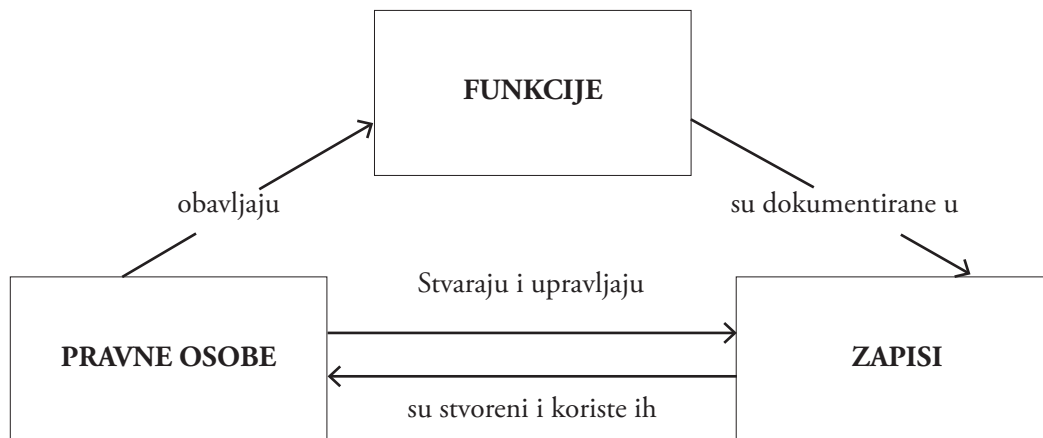 FUNKCIJE
obavljaju
su dokumentirane u
Stvaraju i upravljaju
PRAVNE OSOBE
ZAPISI
su stvoreni i koriste ih